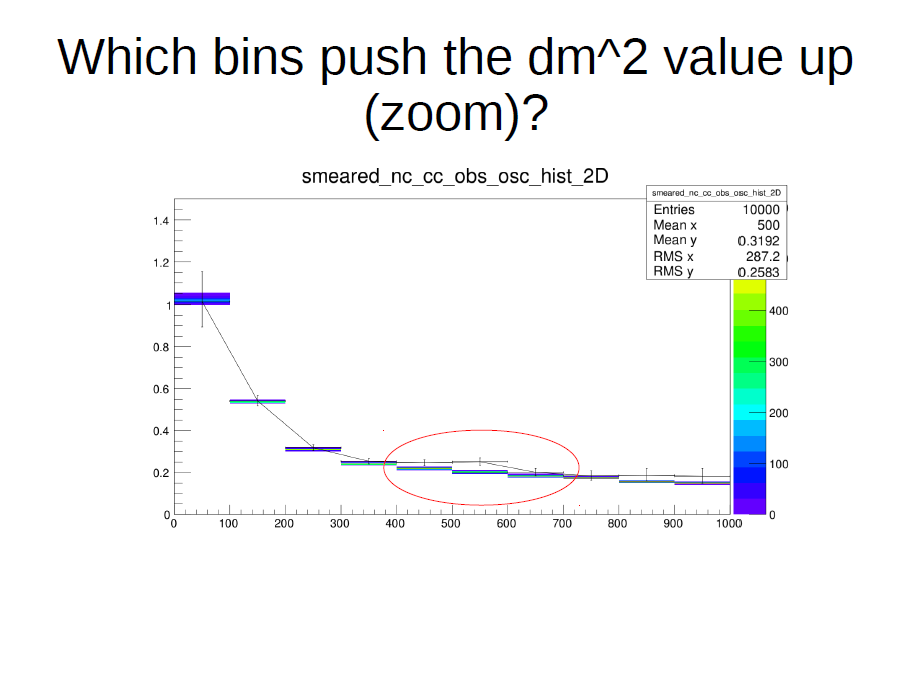 Which bins push the dm^2 value up
(zoom)?
smeared_nc_cc_obs_osc_hist_2D
smeared_nc_cc_obs_osc_hist_2D
Entries 10000
Mean x 500
Mean y 0.3192
RMS x 287.2
RMS y 0.2583
1.4
1.2
1
0.8
0.6
0.4
0.2
0
0 100 200 300 400 500 600 700 800 900 1000
400
300
200
100
0